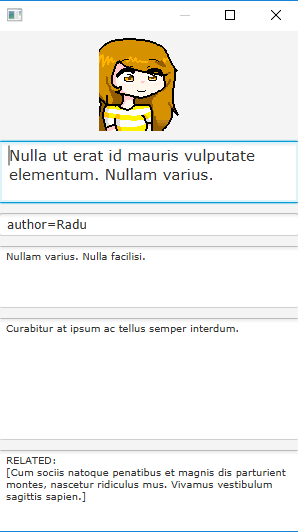 Nulla ut erat id mauris vulputate
elementum. Nullam varius.
author=Radu
Nullam varius. Nulla facilisi.
Curabitur at ipsum ac tellus semper interdum.
RELATED:
[Cum sociis natoque penatibus et magnis dis parturient
montes, nascetur ridiculus mus. Vivamus vestibulum
sagittis sapien.]